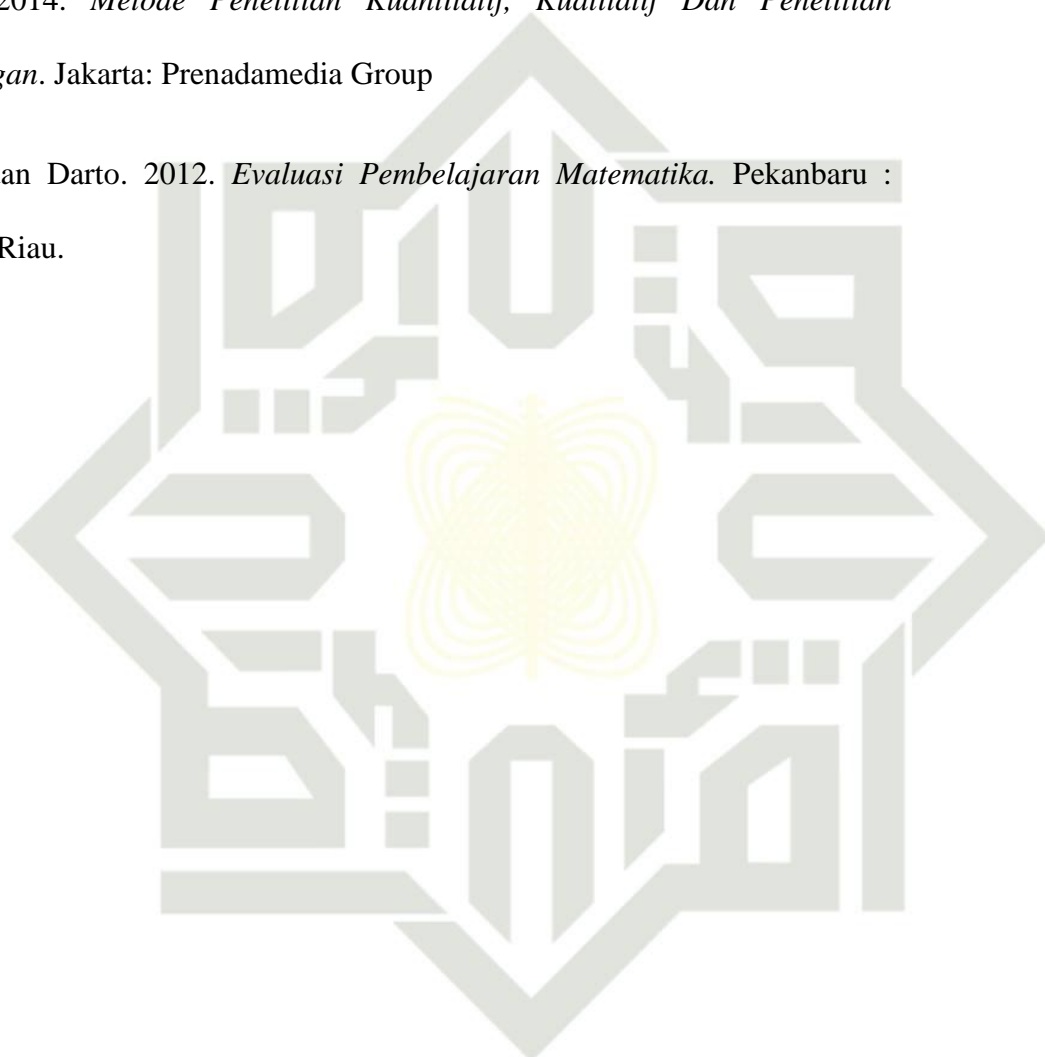 2014. Metode Penelitian Kuantitatif, Kualitatif Dan Penelitian
gan. Jakarta: Prenadamedia Group
an Darto. 2012. Evaluasi Pembelajaran Matematika. Pekanbaru :
Riau.